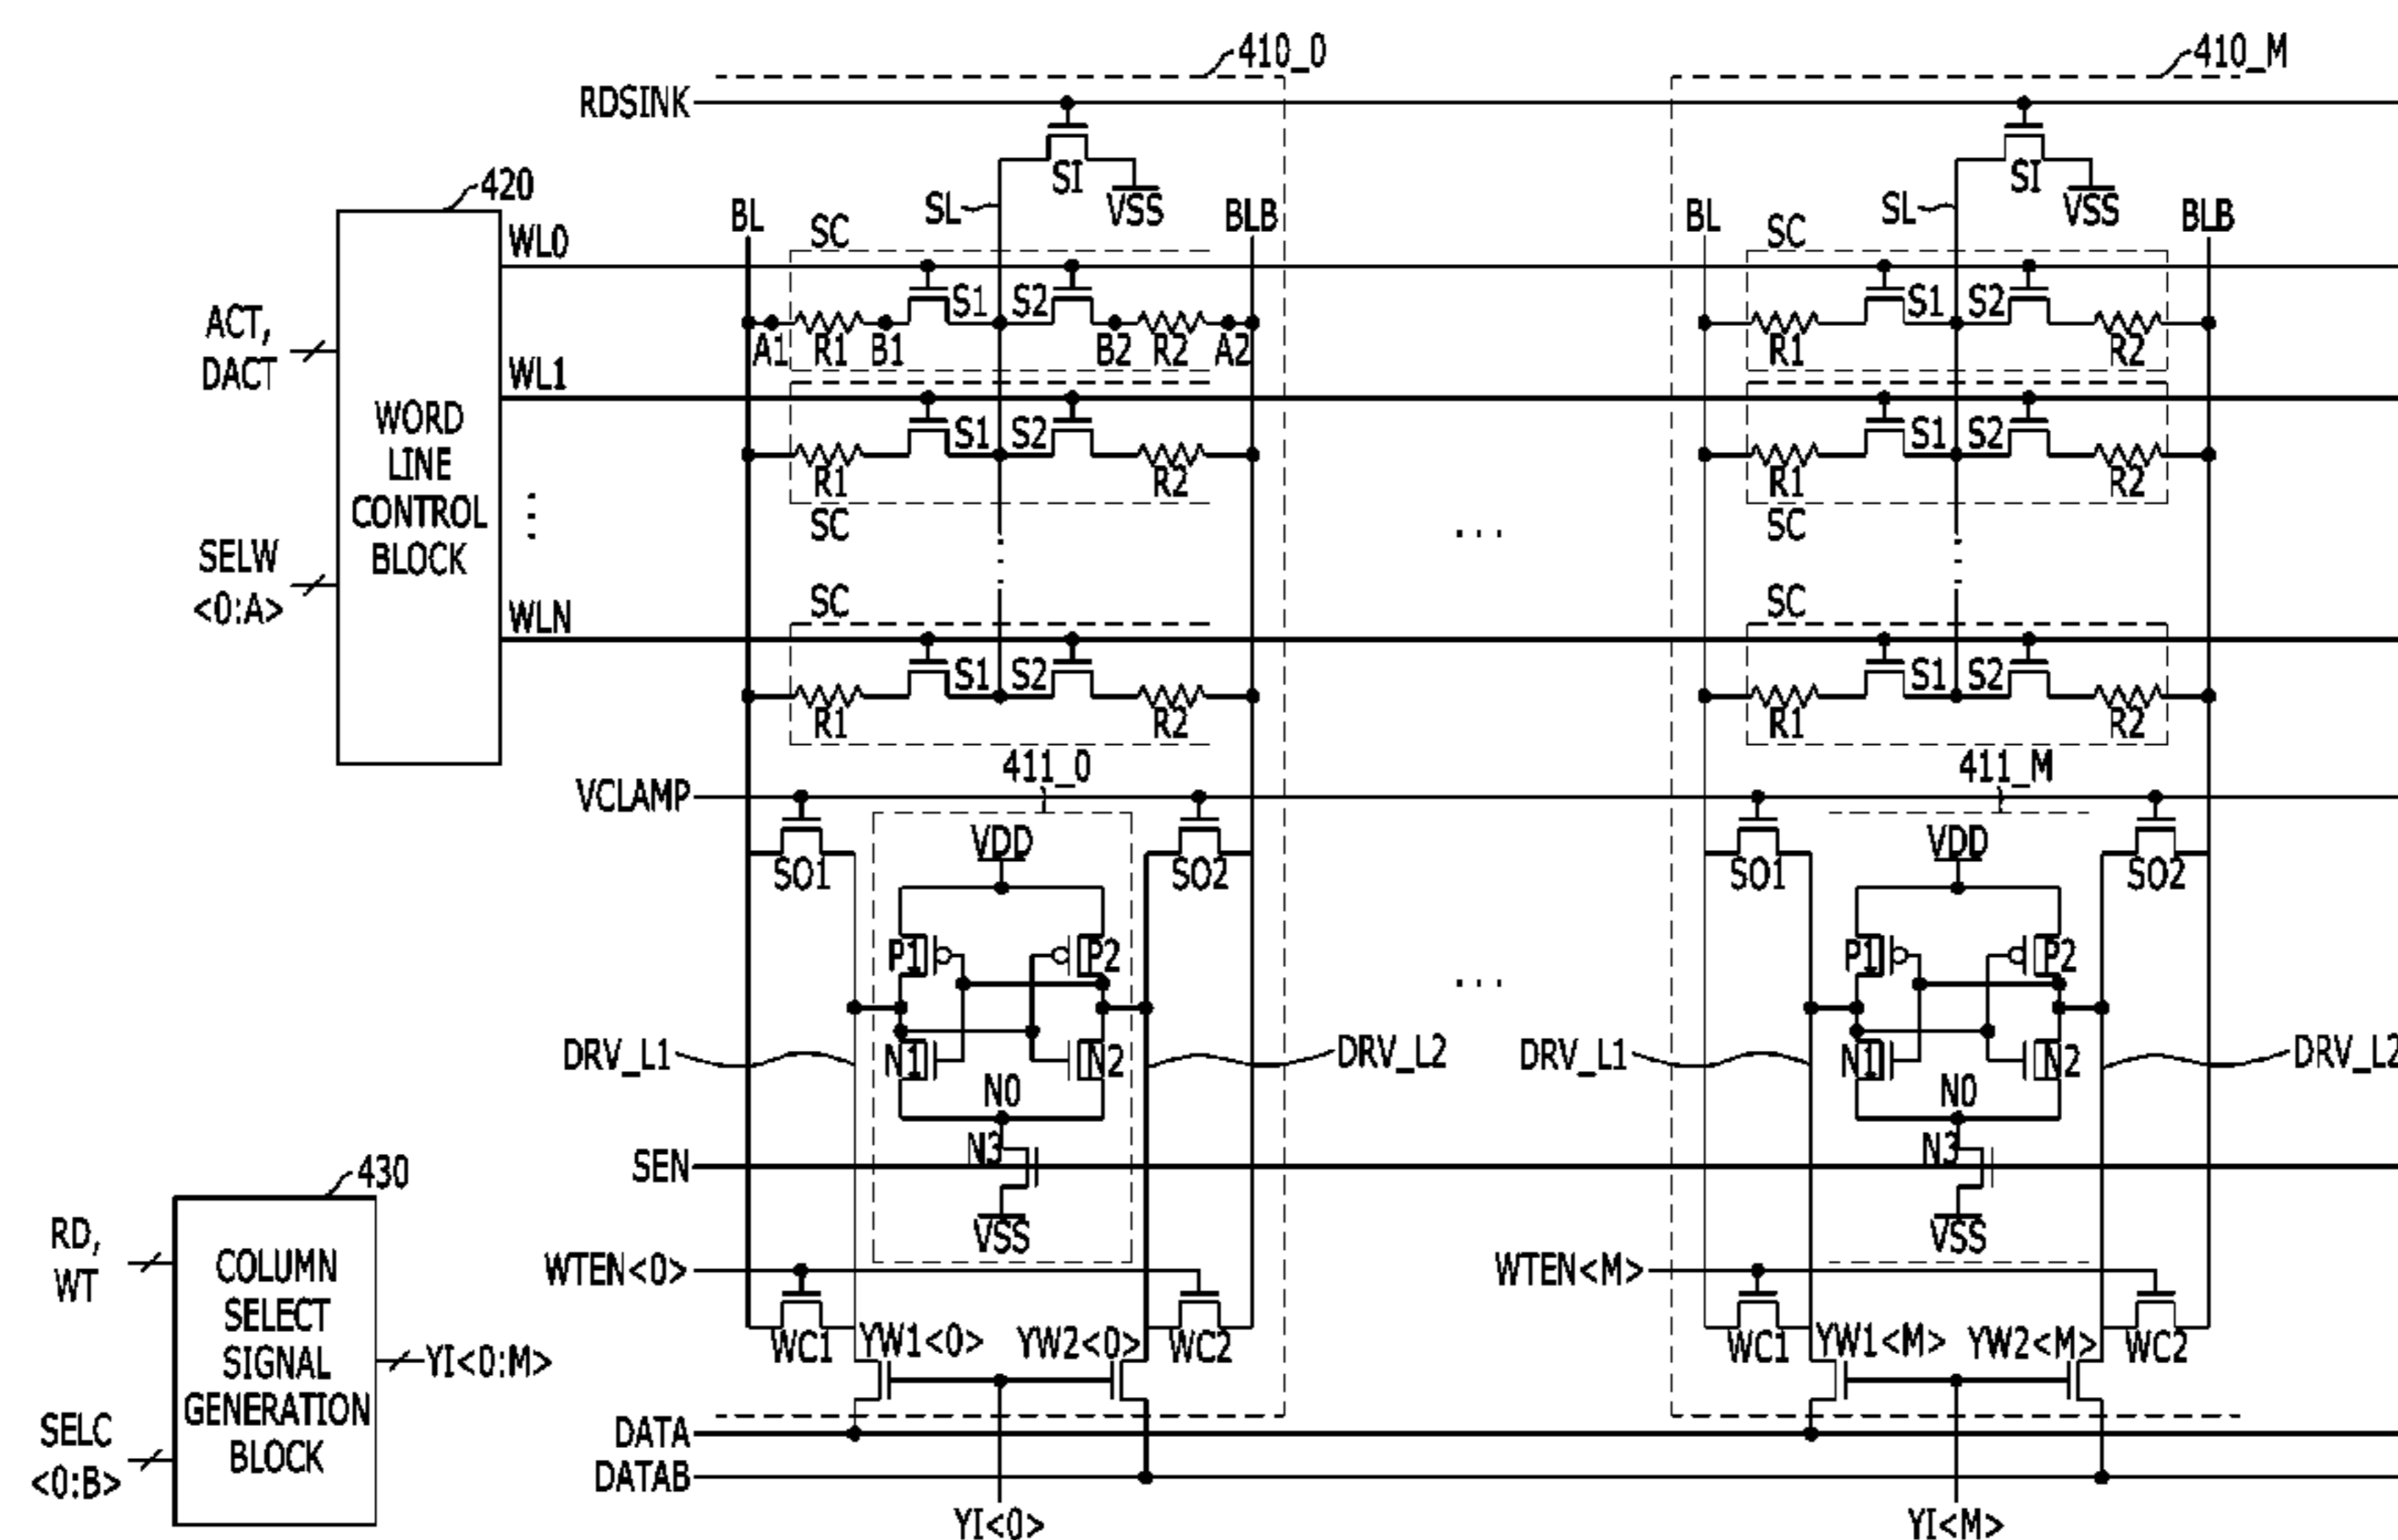 410_0
410_M
RDSINK
SI
SI
VSS
VSS
420
BL
SL
BLB
BL
SL
BLB
WL0
SC
SC
ACT,
DACT
S1
S2
S1
S2
A1
R1
B1
B2
R2
A2
R1
R2
WL1
WORD
LINE
CONTROL
BLOCK
S1
S2
S1
S2
R1
R2
R1
R2
SC
SC
...
SELW
<0:A>
SC
SC
WLN
S1
S2
S1
S2
R1
R2
R1
R2
411_0
411_M
VCLAMP
VDD
VDD
SO1
SO2
SO1
SO2
P1
P2
P1
P2
...
DRV_L1
N1
N2
DRV_L2
DRV_L1
N1
N2
DRV_L2
N0
N0
N3
N3
SEN
430
VSS
VSS
RD,
WT
WTEN<0>
WTEN<M>
COLUMN
SELECT
SIGNAL
GENERATION
BLOCK
WC1
YW1<0>
YW2<0>
WC2
WC1
YW1<M>
YW2<M>
WC2
YI<0:M>
SELC
<0:B>
DATA
DATAB
YI<0>
YI<M>